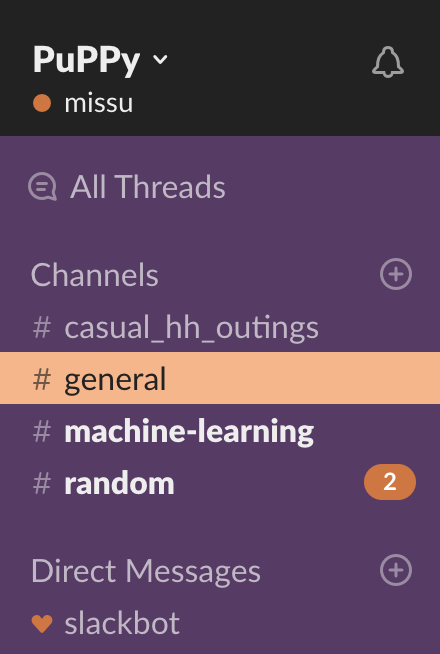 PuPPy
missu
All Threads
Channels
# casual_hh_outings
# general
# machine-learning
# random 2
Direct Messages
slackbot